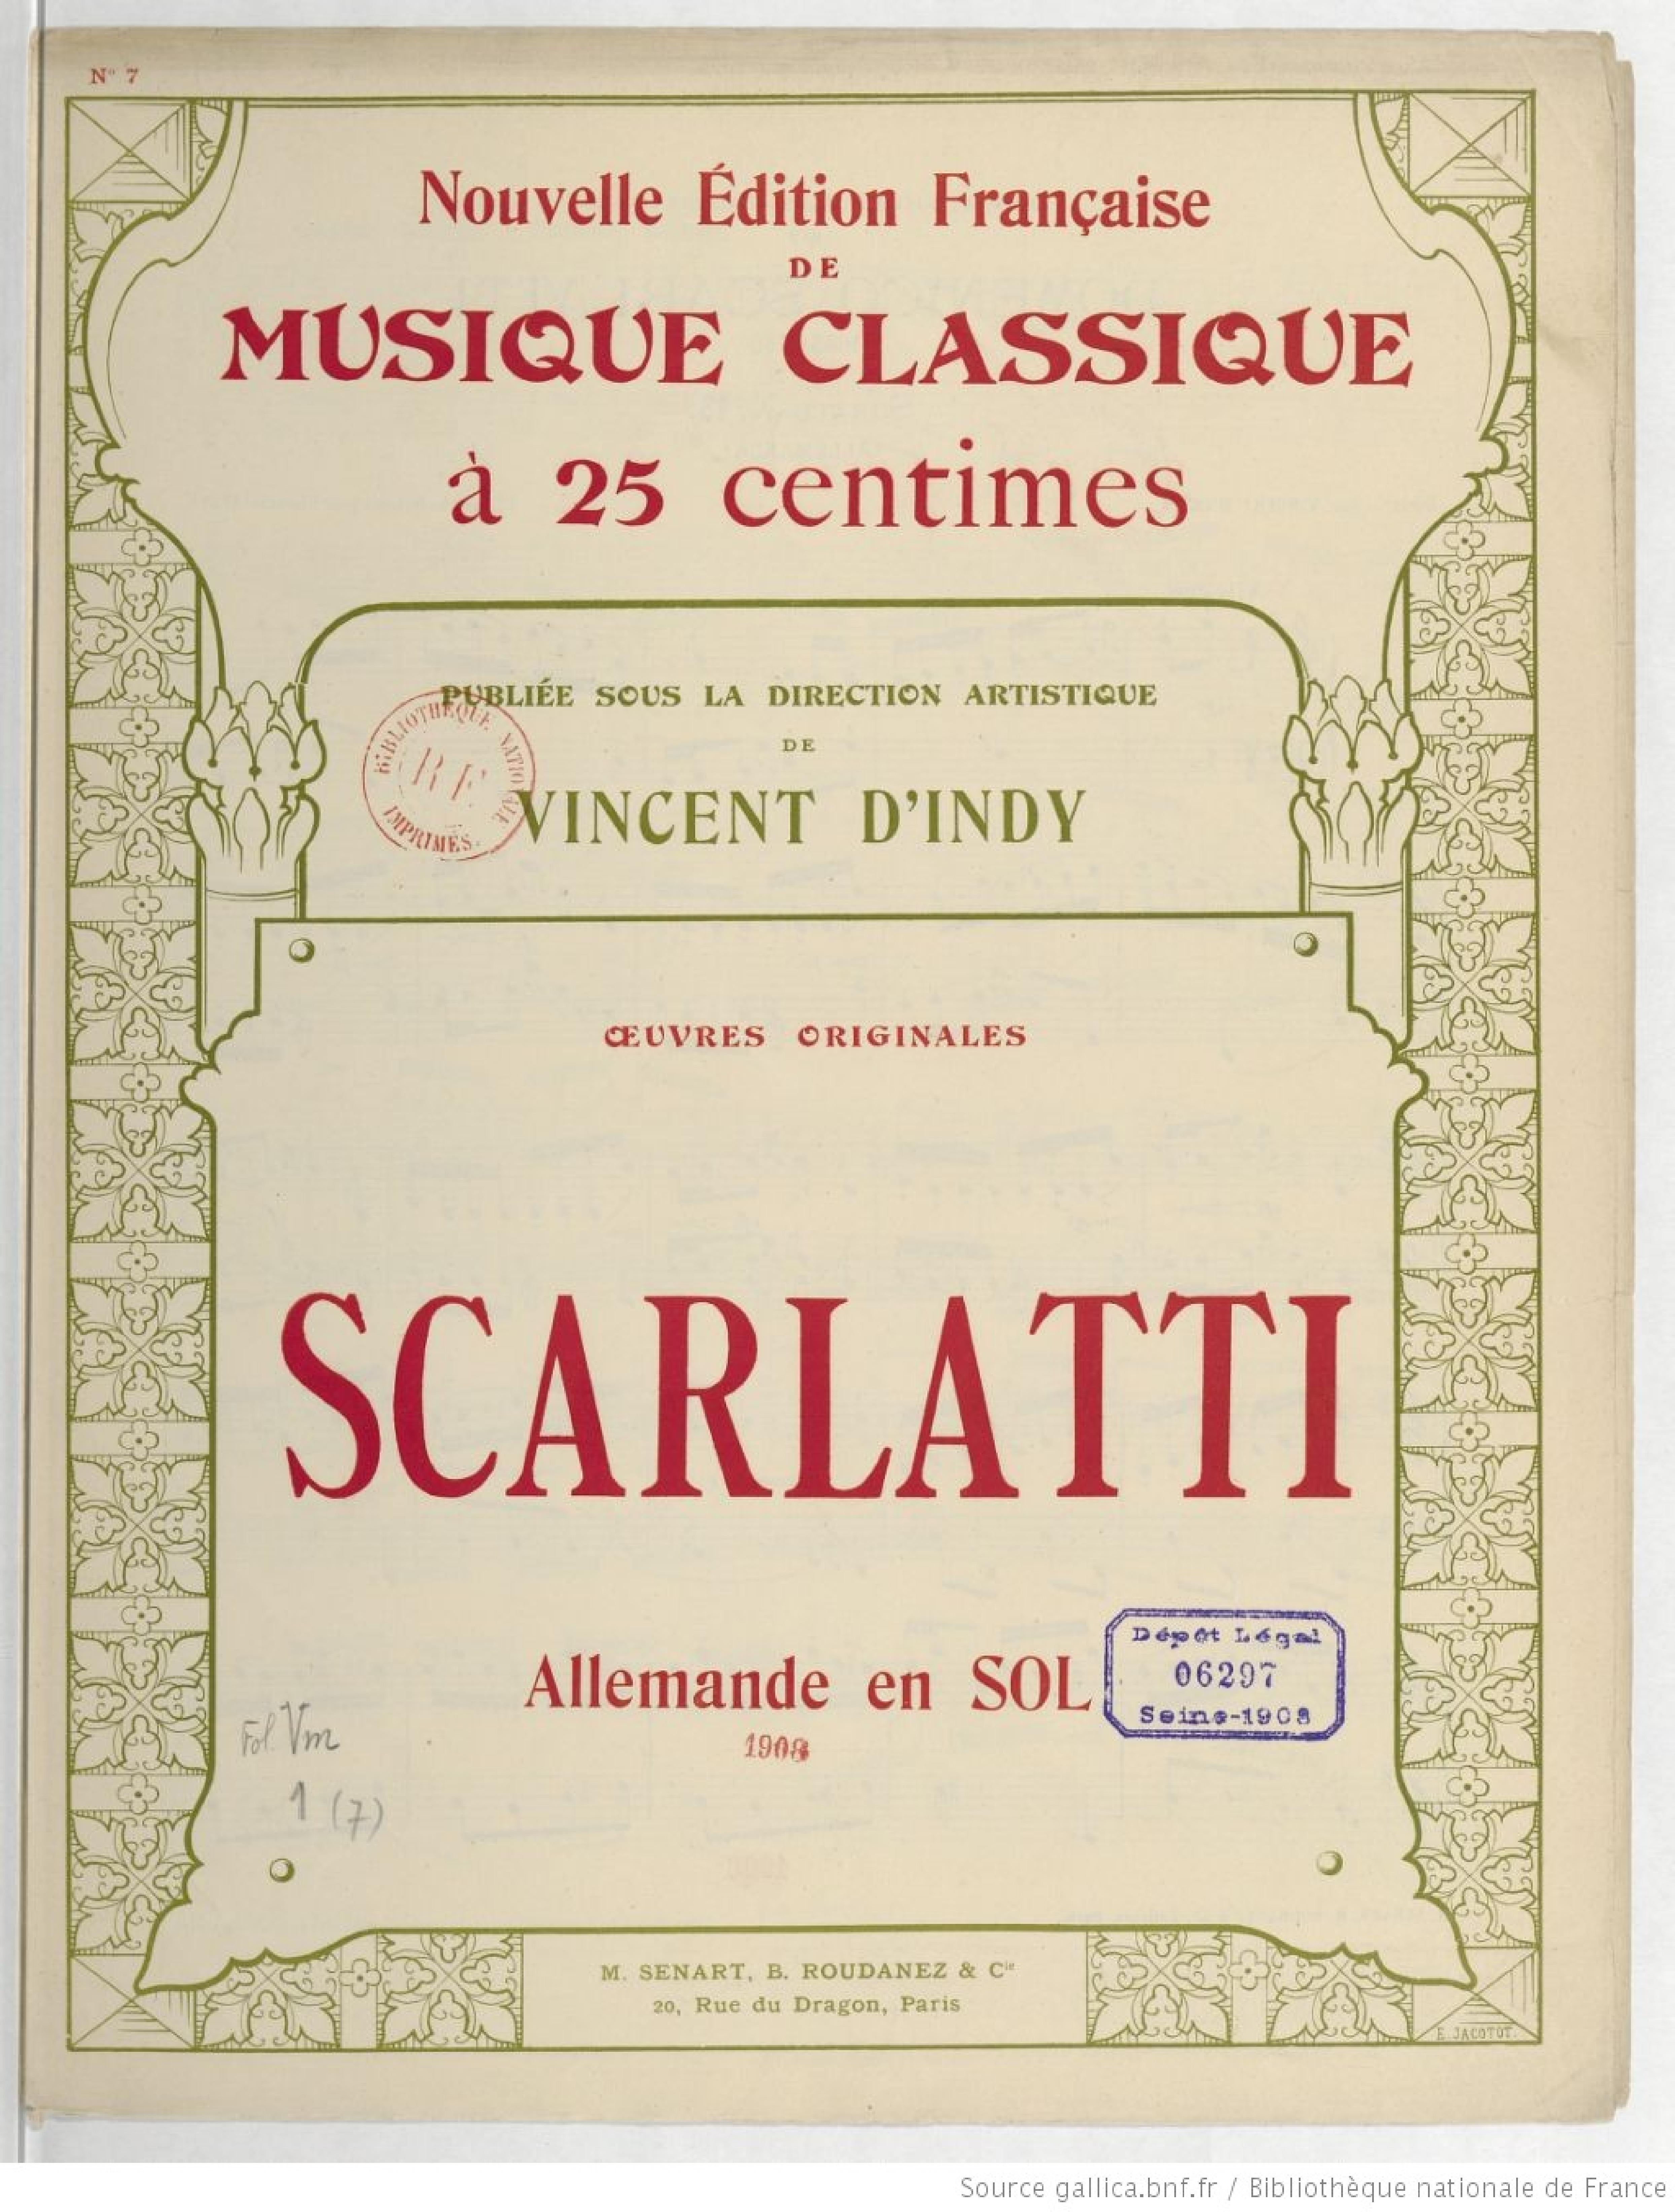 N° 7
Nouvelle Édition Française
DE
MUSIQUE CLASSIQUE
à 25 centimes
PUBLIÉE SOUS LA DIRECTION ARTISTIQUE
DE
VINCENT D'INDY
BIBLIOTHÈQUE NATIONALE
R F
IMPRIMÉS
ŒUVRES ORIGINALES
SCARLATTI
Allemande en SOL
1908
Dépôt Légal
06297
Seine-1908
Fol. Vm
1 (7)
M. SENART, B. ROUDANEZ & Cie
20, Rue du Dragon, Paris
E. JACOTOT.
Source gallica.bnf.fr / Bibliothèque nationale de France